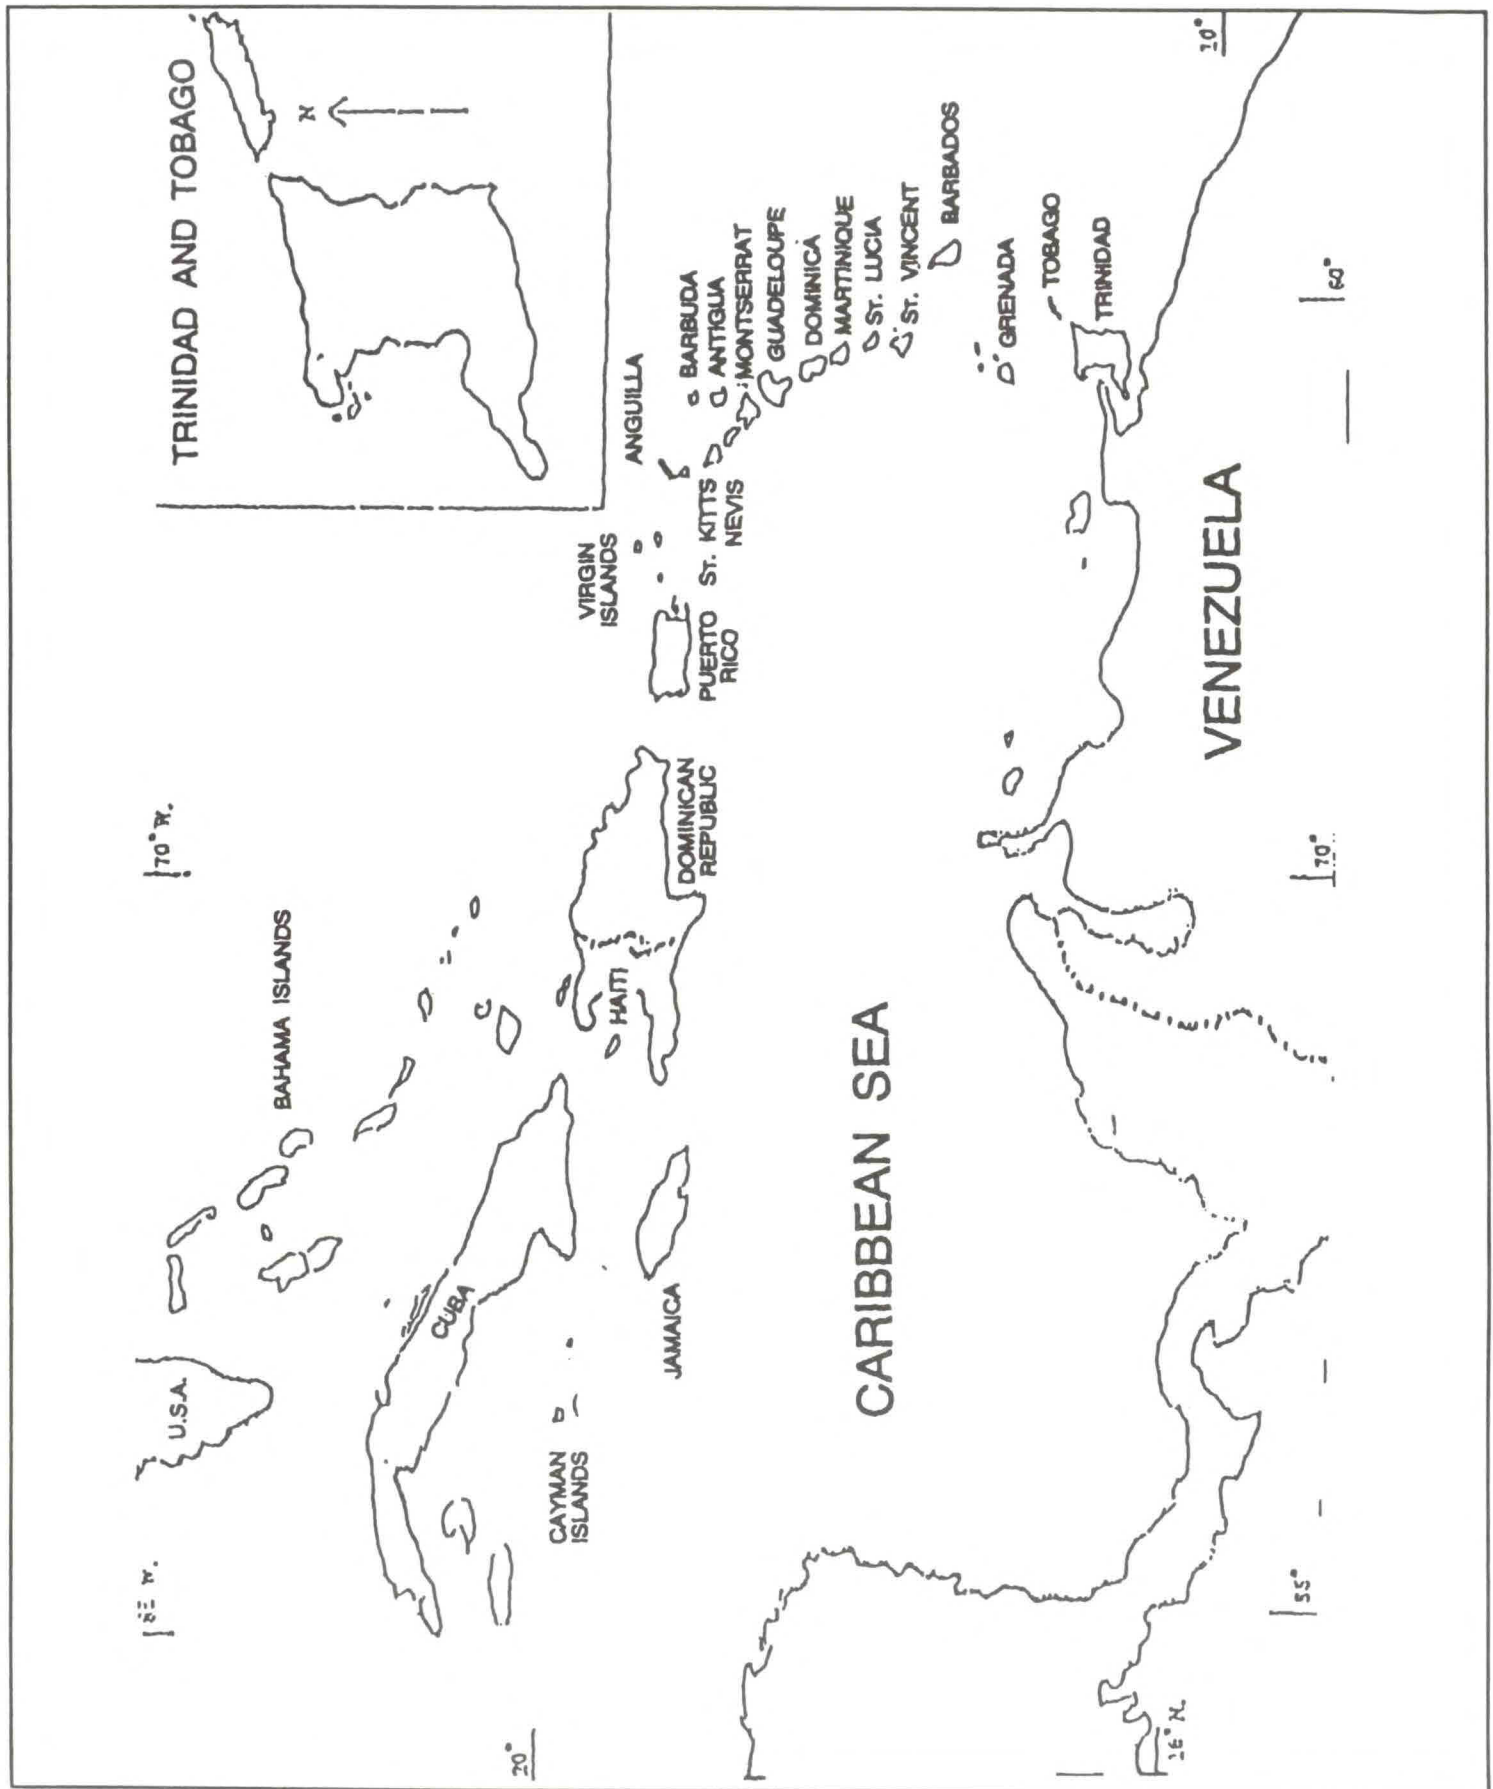 TRINIDAD AND TOBAGO
N
70° W.
U.S.A.
BAHAMA ISLANDS
CUBA
20°
CAYMAN
ISLANDS
JAMAICA
HAITI
DOMINICAN
REPUBLIC
PUERTO
RICO
VIRGIN
ISLANDS
ANGUILLA
ST. KITTS
NEVIS
BARBUDA
ANTIGUA
MONTSERRAT
GUADELOUPE
DOMINICA
MARTINIQUE
ST. LUCIA
ST. VINCENT
BARBADOS
GRENADA
TOBAGO
TRINIDAD
CARIBBEAN SEA
VENEZUELA
10°
60°
70°